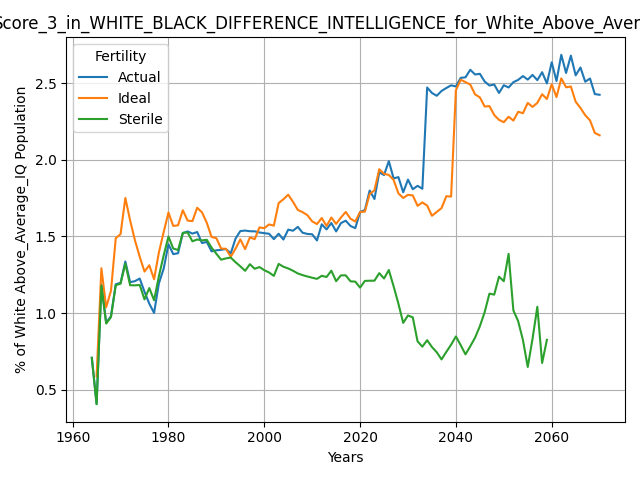 Score_3_in_WHITE_BLACK_DIFFERENCE_INTELLIGENCE_for_White_Above_Aver
Fertility
Actual
Ideal
Sterile
% of White Above_Average_IQ Population
2.5
2.0
1.5
1.0
0.5
1960
1980
2000
2020
2040
2060
Years